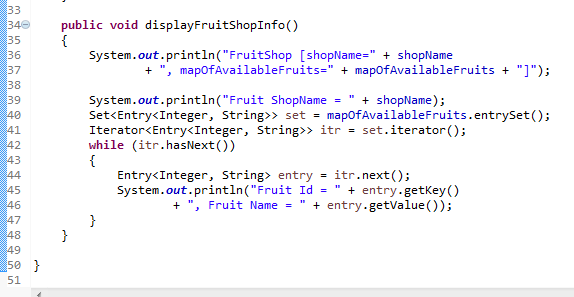 33
34 public void displayFruitShopInfo()
35 {
36 System.out.println("FruitShop [shopName=" + shopName
37 + ", mapOfAvailableFruits=" + mapOfAvailableFruits + "]");
38
39 System.out.println("Fruit ShopName = " + shopName);
40 Set<Entry<Integer, String>> set = mapOfAvailableFruits.entrySet();
41 Iterator<Entry<Integer, String>> itr = set.iterator();
42 while (itr.hasNext())
43 {
44 Entry<Integer, String> entry = itr.next();
45 System.out.println("Fruit Id = " + entry.getKey()
46 + ", Fruit Name = " + entry.getValue());
47 }
48 }
49
50 }
51